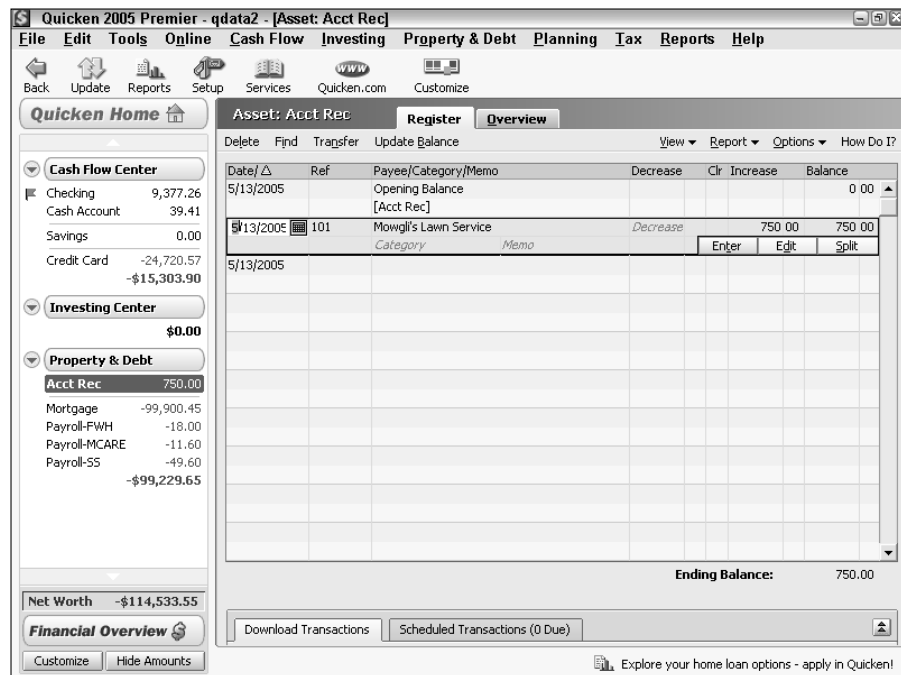 Quicken 2005 Premier - qdata2 - [Asset: Acct Rec]
File Edit Tools Online Cash Flow Investing Property & Debt Planning Tax Reports Help
Back Update Reports Setup Services Quicken.com Customize
WWW
Quicken Home
Cash Flow Center
Checking 9,377.26
Cash Account 39.41
Savings 0.00
Credit Card -24,720.57
-$15,303.90
Investing Center
$0.00
Property & Debt
Acct Rec 750.00
Mortgage -99,900.45
Payroll-FWH -18.00
Payroll-MCARE -11.60
Payroll-SS -49.60
-$99,229.65
Net Worth -$114,533.55
Financial Overview
Customize Hide Amounts
Asset: Acct Rec Register Overview
Delete Find Transfer Update Balance View Report Options How Do I?
Date/ Ref Payee/Category/Memo Decrease Clr Increase Balance
5/13/2005 Opening Balance 0 00
[Acct Rec]
5/13/2005 101 Mowgli's Lawn Service Decrease 750 00 750 00
Category Memo Enter Edit Split
5/13/2005
Ending Balance: 750.00
Download Transactions Scheduled Transactions (0 Due)
Explore your home loan options - apply in Quicken!